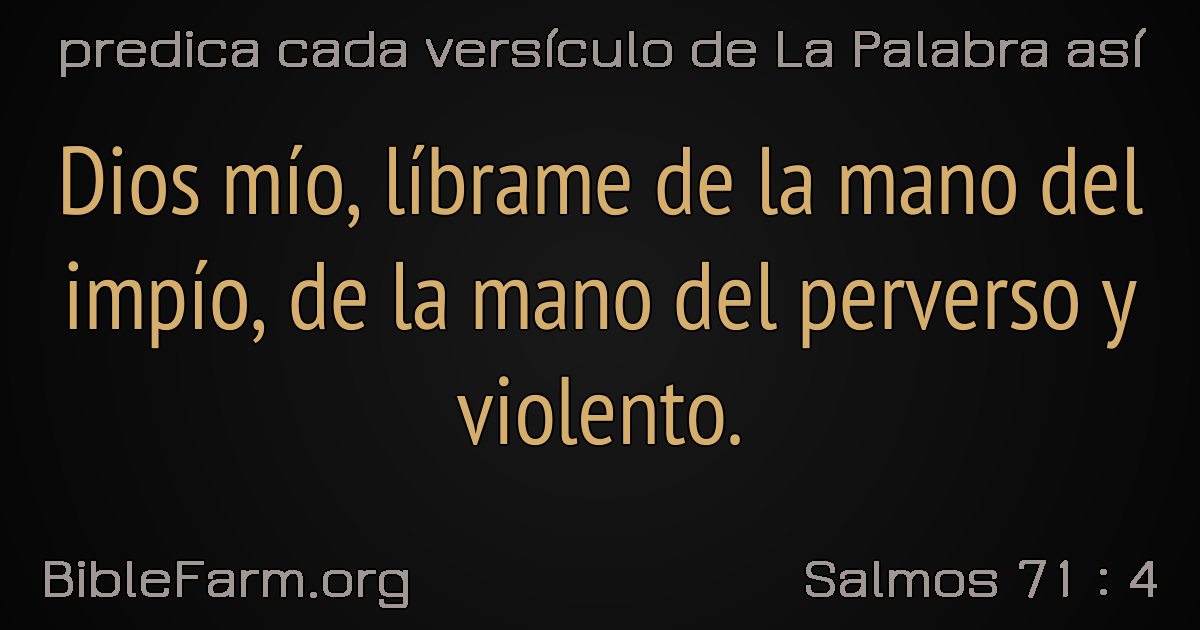 predica cada versículo de La Palabra así
Dios mío, líbrame de la mano del
impío, de la mano del perverso y
violento.
BibleFarm.org
Salmos 71 : 4